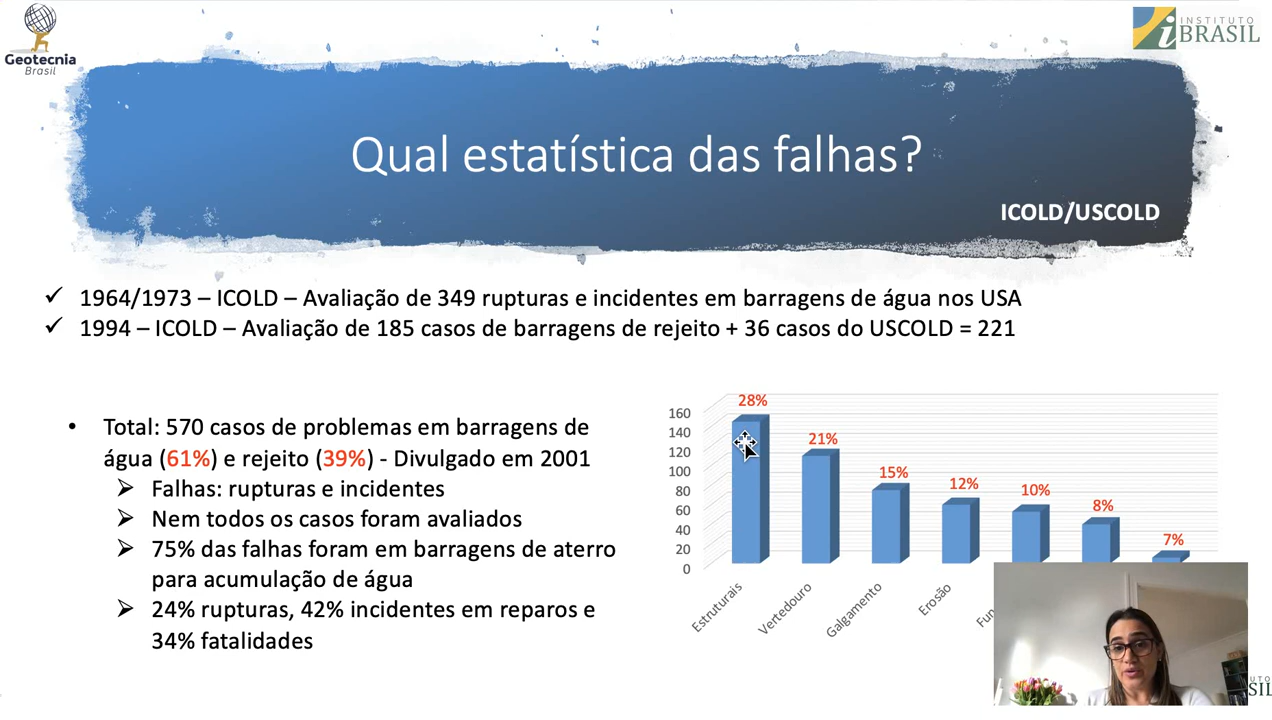 Geotecnia
Brasil
INSTITUTO
iBRASIL
Qual estatística das falhas?
ICOLD/USCOLD
✓ 1964/1973 – ICOLD – Avaliação de 349 rupturas e incidentes em barragens de água nos USA
✓ 1994 – ICOLD – Avaliação de 185 casos de barragens de rejeito + 36 casos do USCOLD = 221
• Total: 570 casos de problemas em barragens de
água (61%) e rejeito (39%) - Divulgado em 2001
➢ Falhas: rupturas e incidentes
➢ Nem todos os casos foram avaliados
➢ 75% das falhas foram em barragens de aterro
para acumulação de água
➢ 24% rupturas, 42% incidentes em reparos e
34% fatalidades
160
140
120
100
80
60
40
20
0
28%
21%
15%
12%
10%
8%
7%
Estruturais
Vertedouro
Galgamento
Erosão